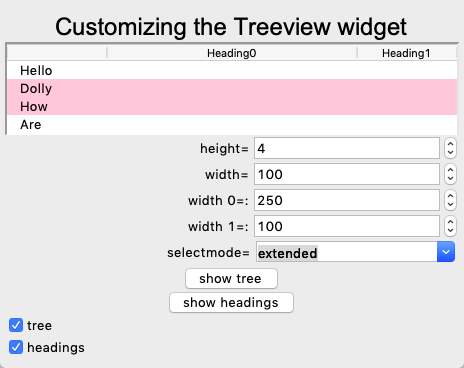 Customizing the Treeview widget
Heading0 Heading1
Hello
Dolly
How
Are
height= 4
width= 100
width 0=: 250
width 1=: 100
selectmode= extended
show tree
show headings
tree
headings